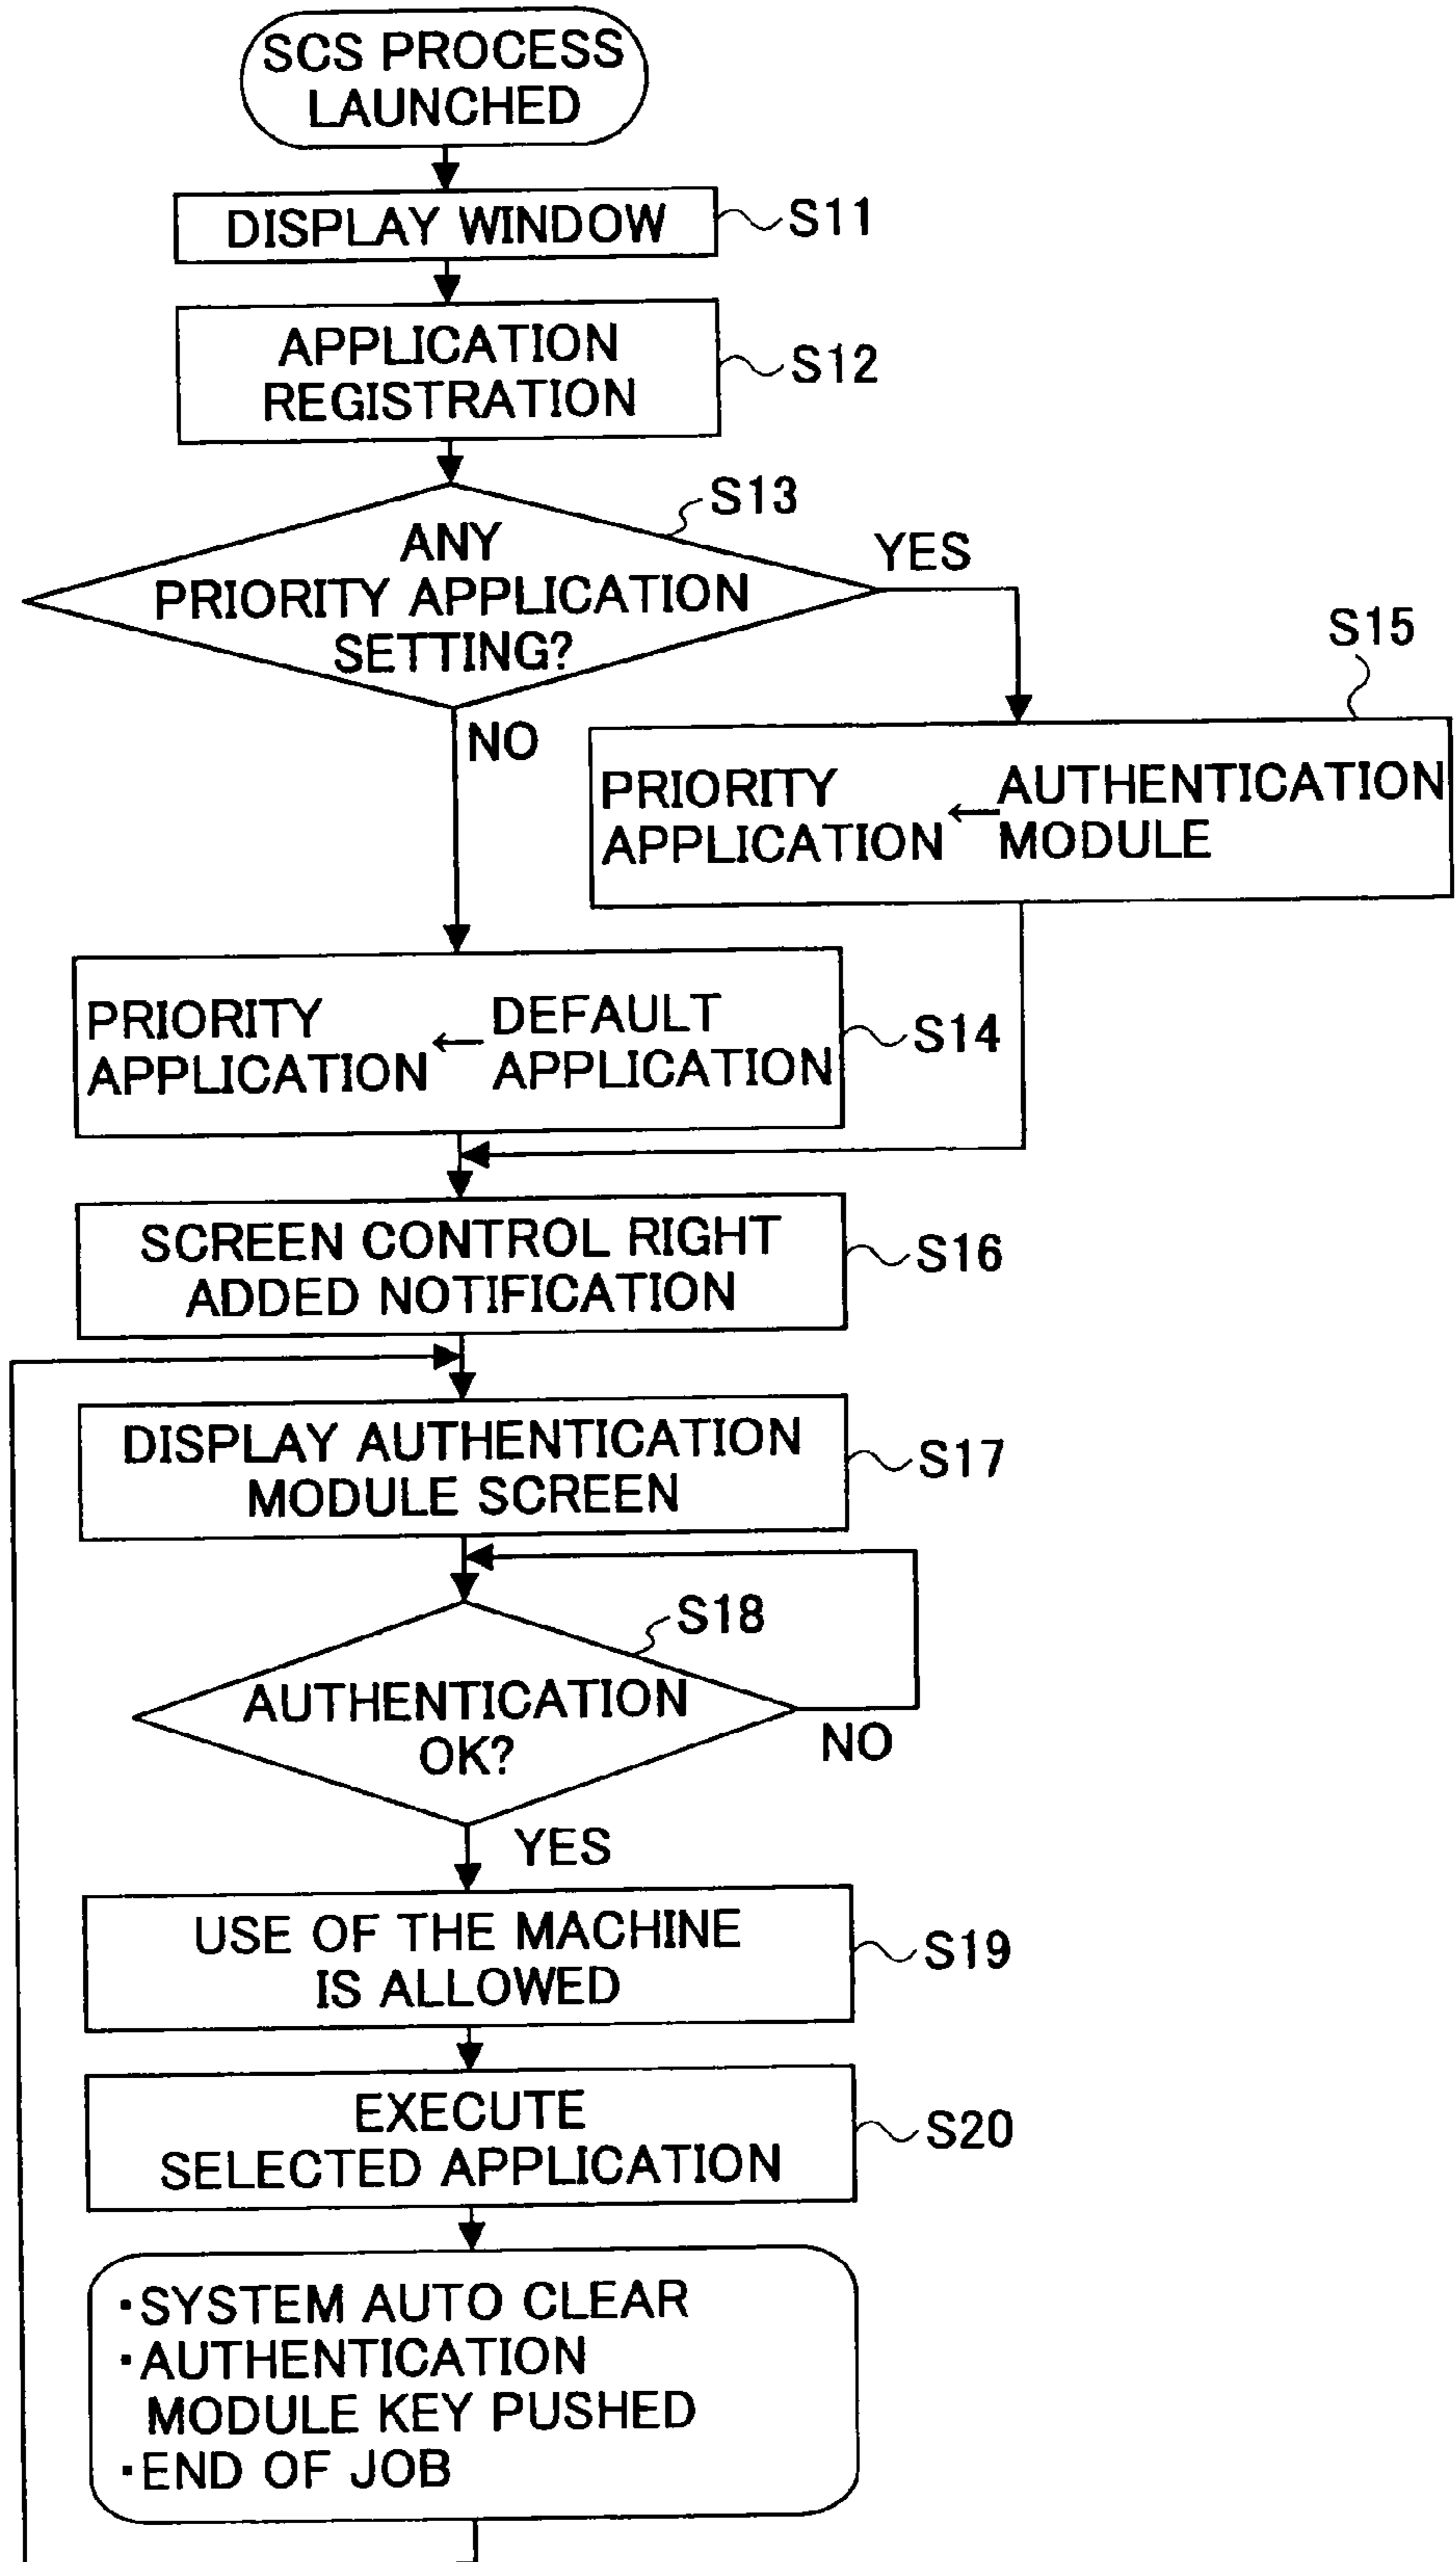 SCS PROCESS
LAUNCHED
DISPLAY WINDOW
S11
APPLICATION
REGISTRATION
S12
S13
ANY
PRIORITY APPLICATION
SETTING?
YES
NO
S15
PRIORITY
APPLICATION
←
AUTHENTICATION
MODULE
PRIORITY
APPLICATION
←
DEFAULT
APPLICATION
S14
SCREEN CONTROL RIGHT
ADDED NOTIFICATION
S16
DISPLAY AUTHENTICATION
MODULE SCREEN
S17
S18
AUTHENTICATION
OK?
NO
YES
USE OF THE MACHINE
IS ALLOWED
S19
EXECUTE
SELECTED APPLICATION
S20
・SYSTEM AUTO CLEAR
・AUTHENTICATION
MODULE KEY PUSHED
・END OF JOB